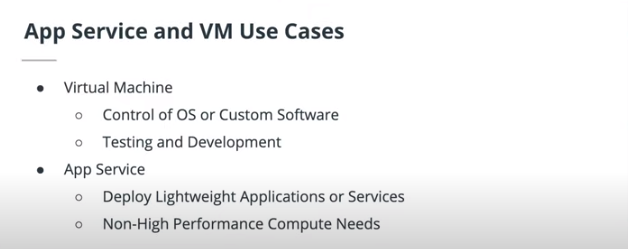 App Service and VM Use Cases
● Virtual Machine
○ Control of OS or Custom Software
○ Testing and Development
● App Service
○ Deploy Lightweight Applications or Services
○ Non-High Performance Compute Needs